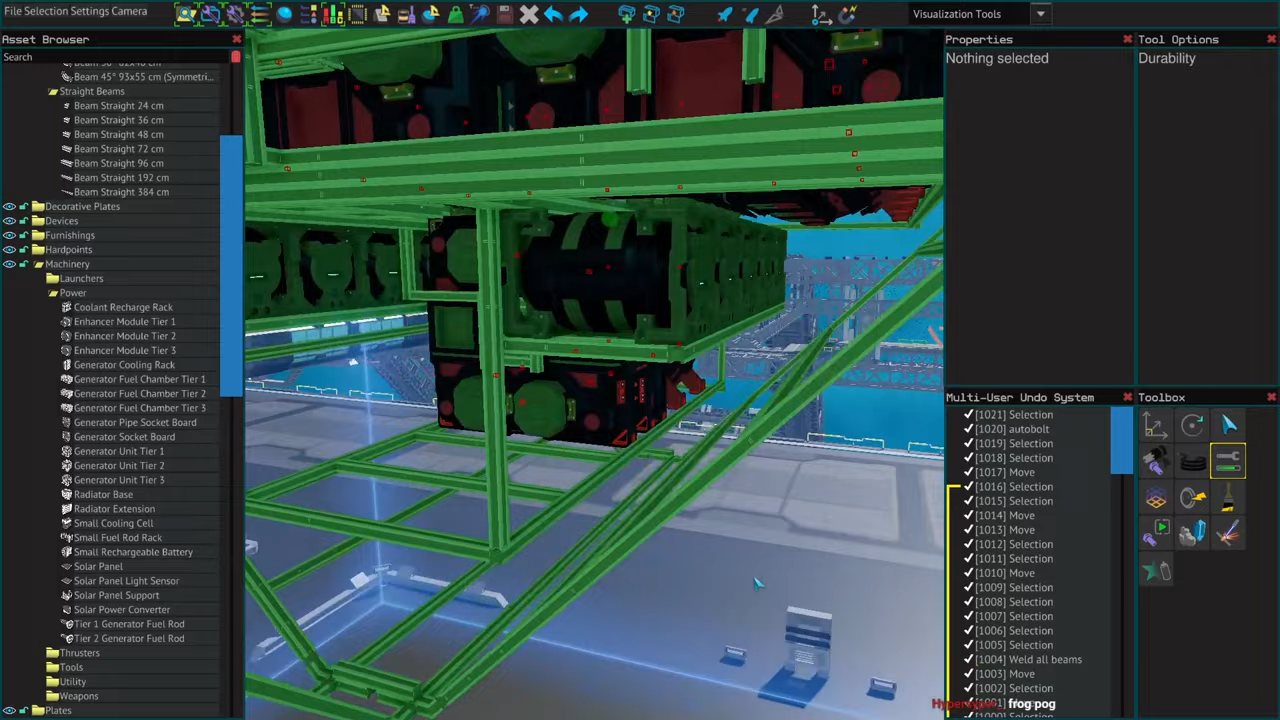 File Selection Settings Camera
Visualization Tools
Asset Browser
Search
Beam 45° 93x55 cm (Symmetri...
Straight Beams
Beam Straight 24 cm
Beam Straight 36 cm
Beam Straight 48 cm
Beam Straight 72 cm
Beam Straight 96 cm
Beam Straight 192 cm
Beam Straight 384 cm
Decorative Plates
Devices
Furnishings
Hardpoints
Machinery
Launchers
Power
Coolant Recharge Rack
Enhancer Module Tier 1
Enhancer Module Tier 2
Enhancer Module Tier 3
Generator Cooling Rack
Generator Fuel Chamber Tier 1
Generator Fuel Chamber Tier 2
Generator Fuel Chamber Tier 3
Generator Pipe Socket Board
Generator Socket Board
Generator Unit Tier 1
Generator Unit Tier 2
Generator Unit Tier 3
Radiator Base
Radiator Extension
Small Cooling Cell
Small Fuel Rod Rack
Small Rechargeable Battery
Solar Panel
Solar Panel Light Sensor
Solar Panel Support
Solar Power Converter
Tier 1 Generator Fuel Rod
Tier 2 Generator Fuel Rod
Thrusters
Tools
Utility
Weapons
Plates
Properties
Nothing selected
Tool Options
Durability
Multi-User Undo System
[1021] Selection
[1020] autobolt
[1019] Selection
[1018] Selection
[1017] Move
[1016] Selection
[1015] Selection
[1014] Move
[1013] Move
[1012] Selection
[1011] Selection
[1010] Move
[1009] Selection
[1008] Selection
[1007] Selection
[1006] Selection
[1005] Selection
[1004] Weld all beams
[1003] Move
[1002] Selection
frog pog
Toolbox